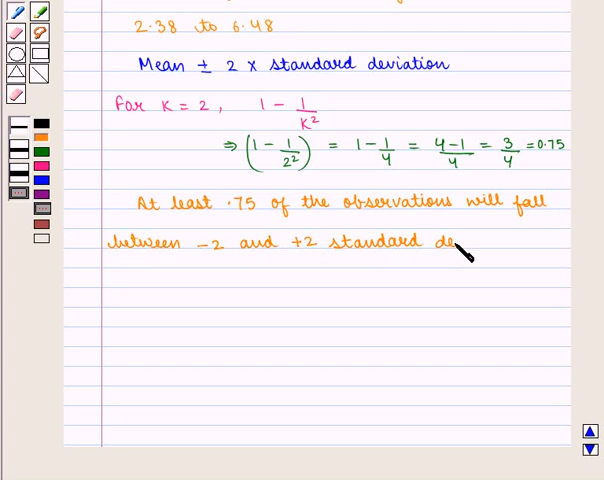 2.38 to 6.48
Mean ± 2 × standard deviation
For K = 2, 1 - 1/K²
⇒ (1 - 1/2²) = 1 - 1/4 = (4-1)/4 = 3/4 = 0.75
At least .75 of the observations will fall
between -2 and +2 standard de